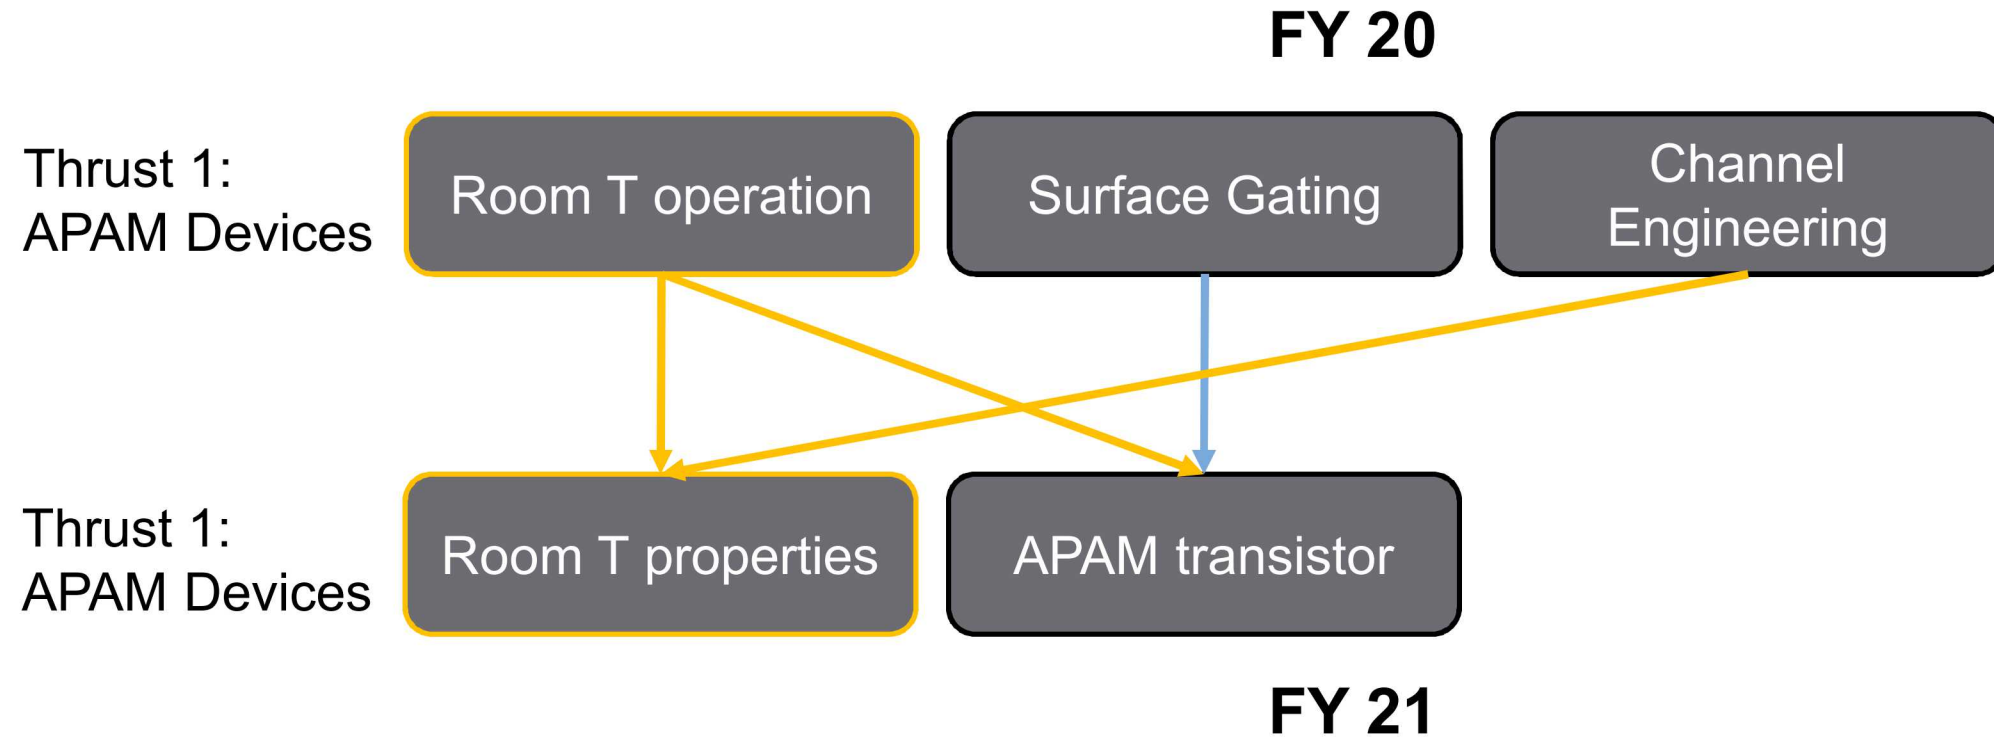 FY 20
Thrust 1:
APAM Devices
Room T operation
Surface Gating
Channel
Engineering
Thrust 1:
APAM Devices
Room T properties
APAM transistor
FY 21